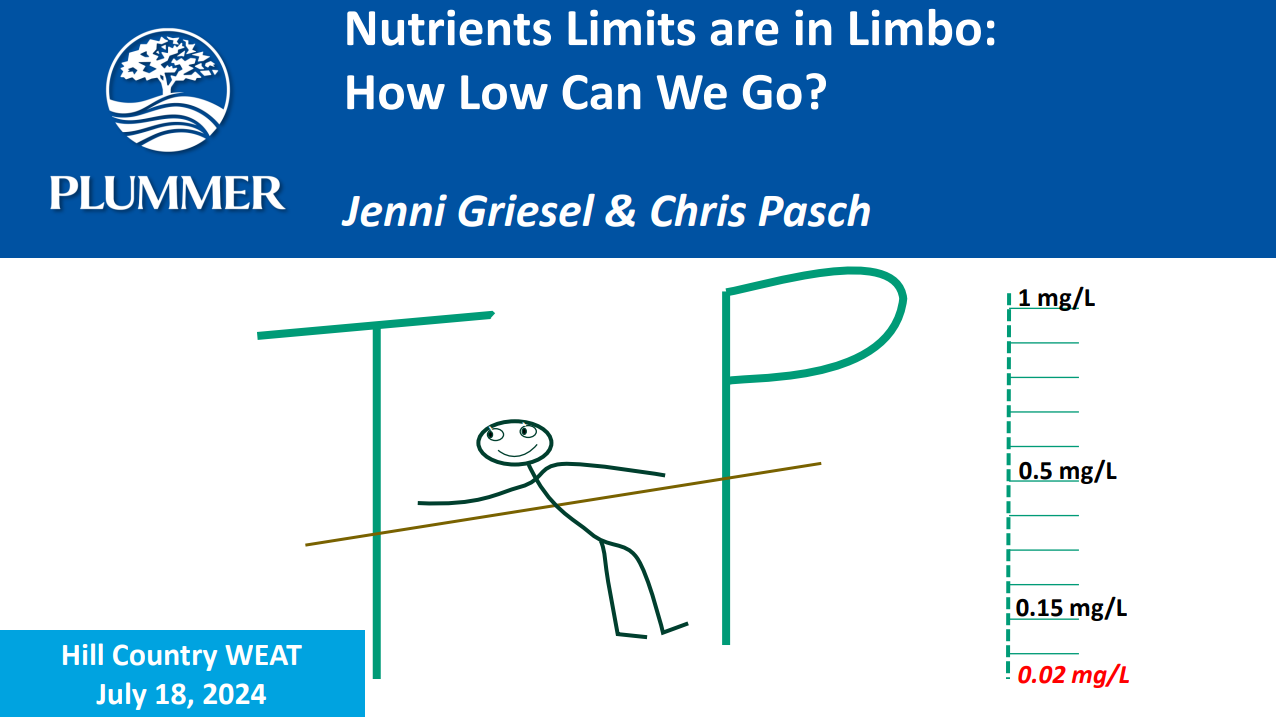 Nutrients Limits are in Limbo:
How Low Can We Go?
PLUMMER
Jenni Griesel & Chris Pasch
TP
1 mg/L
0.5 mg/L
0.15 mg/L
0.02 mg/L
Hill Country WEAT
July 18, 2024